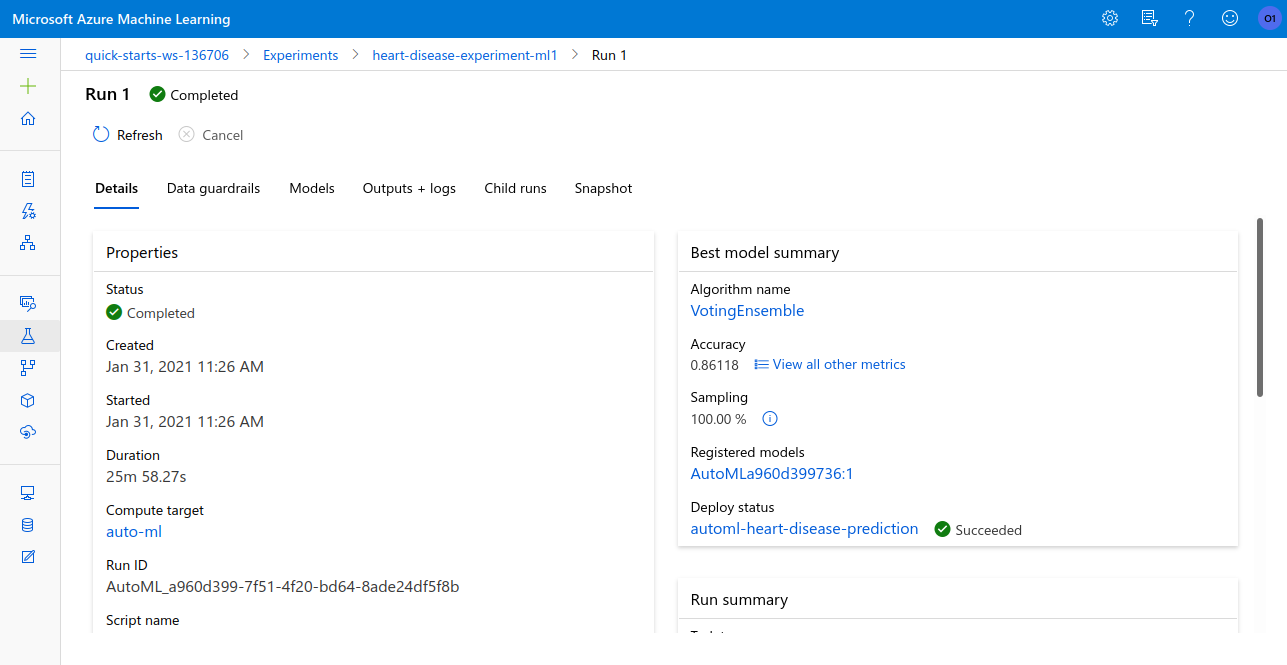 Microsoft Azure Machine Learning
?
O1
quick-starts-ws-136706 > Experiments > heart-disease-experiment-ml1 > Run 1
Run 1 Completed
Refresh Cancel
Details Data guardrails Models Outputs + logs Child runs Snapshot
Properties
Status
Completed
Created
Jan 31, 2021 11:26 AM
Started
Jan 31, 2021 11:26 AM
Duration
25m 58.27s
Compute target
auto-ml
Run ID
AutoML_a960d399-7f51-4f20-bd64-8ade24df5f8b
Script name
Best model summary
Algorithm name
VotingEnsemble
Accuracy
0.86118 View all other metrics
Sampling
100.00 %
Registered models
AutoMLa960d399736:1
Deploy status
automl-heart-disease-prediction Succeeded
Run summary